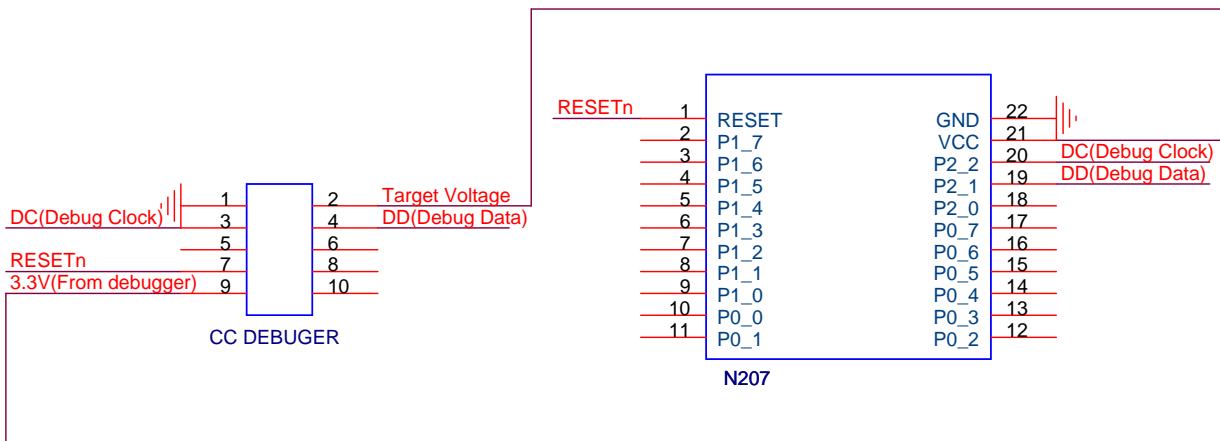 1
2
Target Voltage
DC(Debug Clock)
3
4
DD(Debug Data)
5
6
RESETn
7
8
3.3V(From debugger)
9
10
CC DEBUGER
RESETn
1
RESET
GND
22
2
P1_7
VCC
21
3
P1_6
P2_2
20
DC(Debug Clock)
4
P1_5
P2_1
19
DD(Debug Data)
5
P1_4
P2_0
18
6
P1_3
P0_7
17
7
P1_2
P0_6
16
8
P1_1
P0_5
15
9
P1_0
P0_4
14
10
P0_0
P0_3
13
11
P0_1
P0_2
12
N207